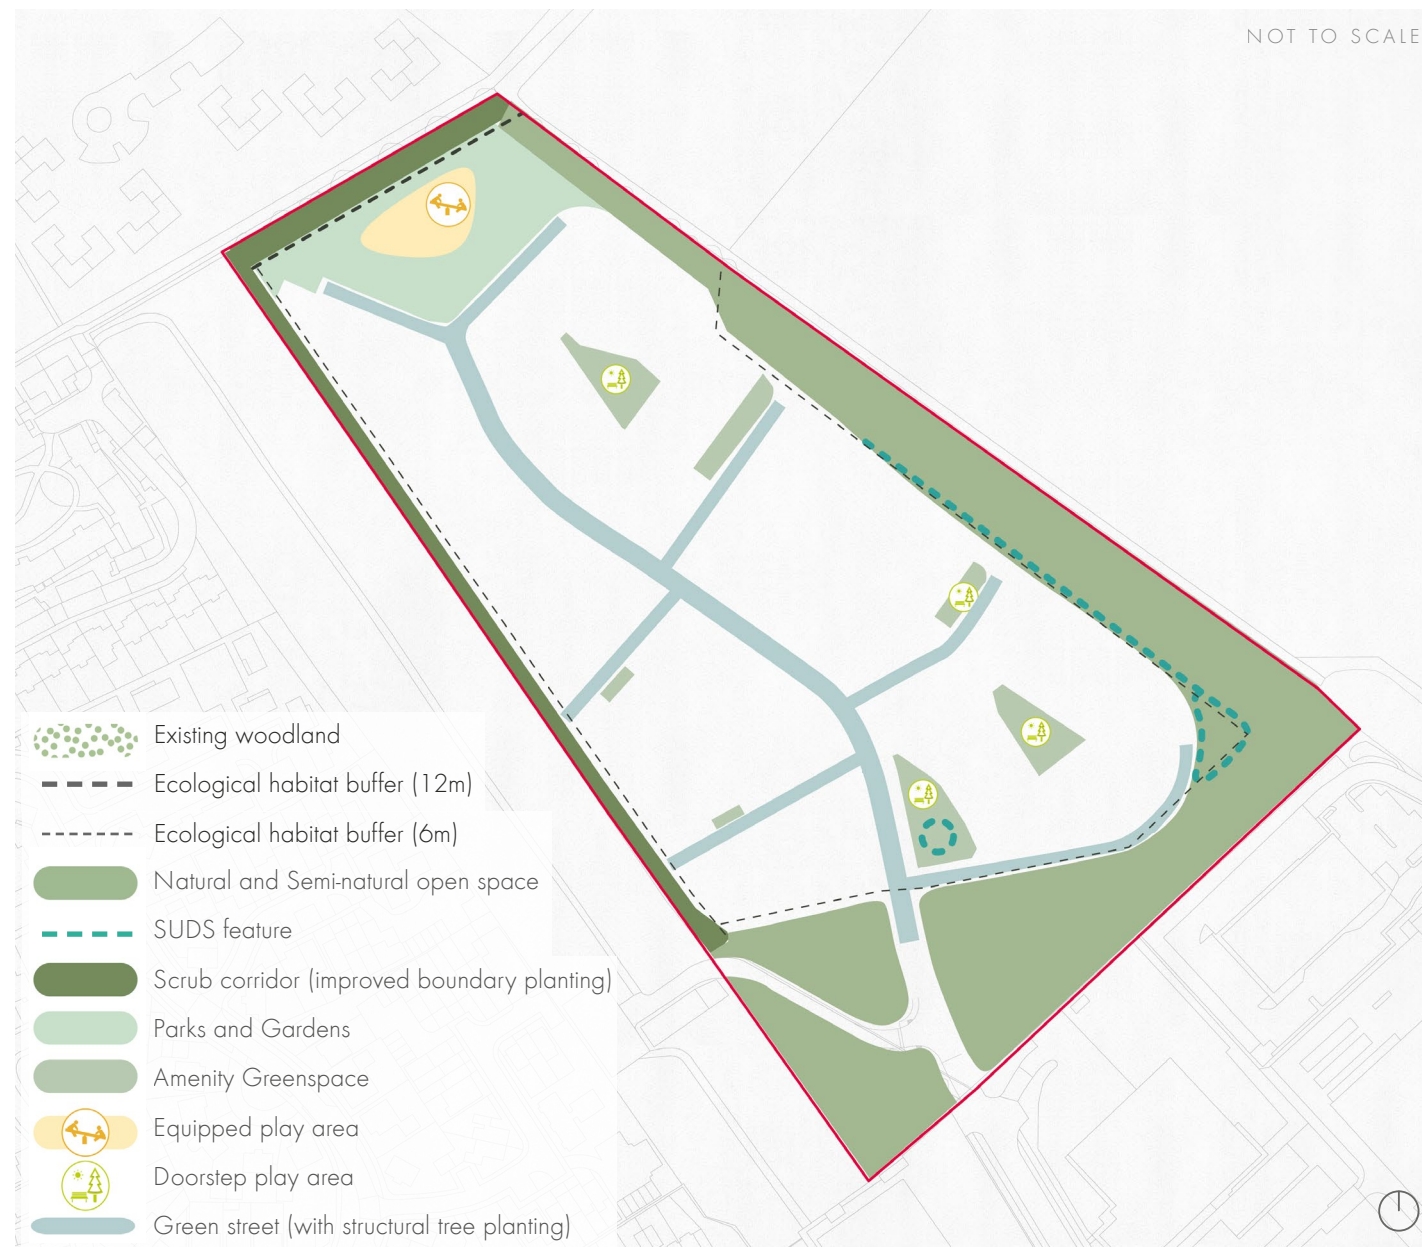 NOT TO SCALE
Existing woodland
Ecological habitat buffer (12m)
Ecological habitat buffer (6m)
Natural and Semi-natural open space
SUDS feature
Scrub corridor (improved boundary planting)
Parks and Gardens
Amenity Greenspace
Equipped play area
Doorstep play area
Green street (with structural tree planting)